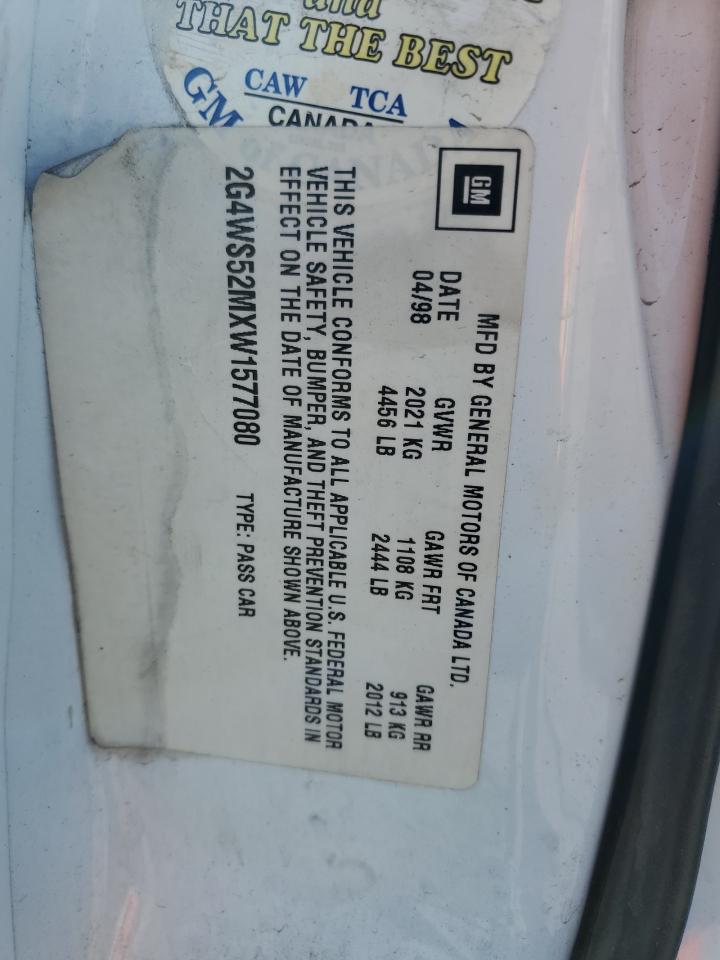 and
THAT THE BEST
CAW TCA
GM CANADA
GM
MFD BY GENERAL MOTORS OF CANADA LTD.
DATE GVWR GAWR FRT GAWR RR
04/98 2021 KG 1108 KG 913 KG
4456 LB 2444 LB 2012 LB
THIS VEHICLE CONFORMS TO ALL APPLICABLE U.S. FEDERAL MOTOR
VEHICLE SAFETY, BUMPER, AND THEFT PREVENTION STANDARDS IN
EFFECT ON THE DATE OF MANUFACTURE SHOWN ABOVE.
2G4WS52MXW1577080 TYPE: PASS CAR